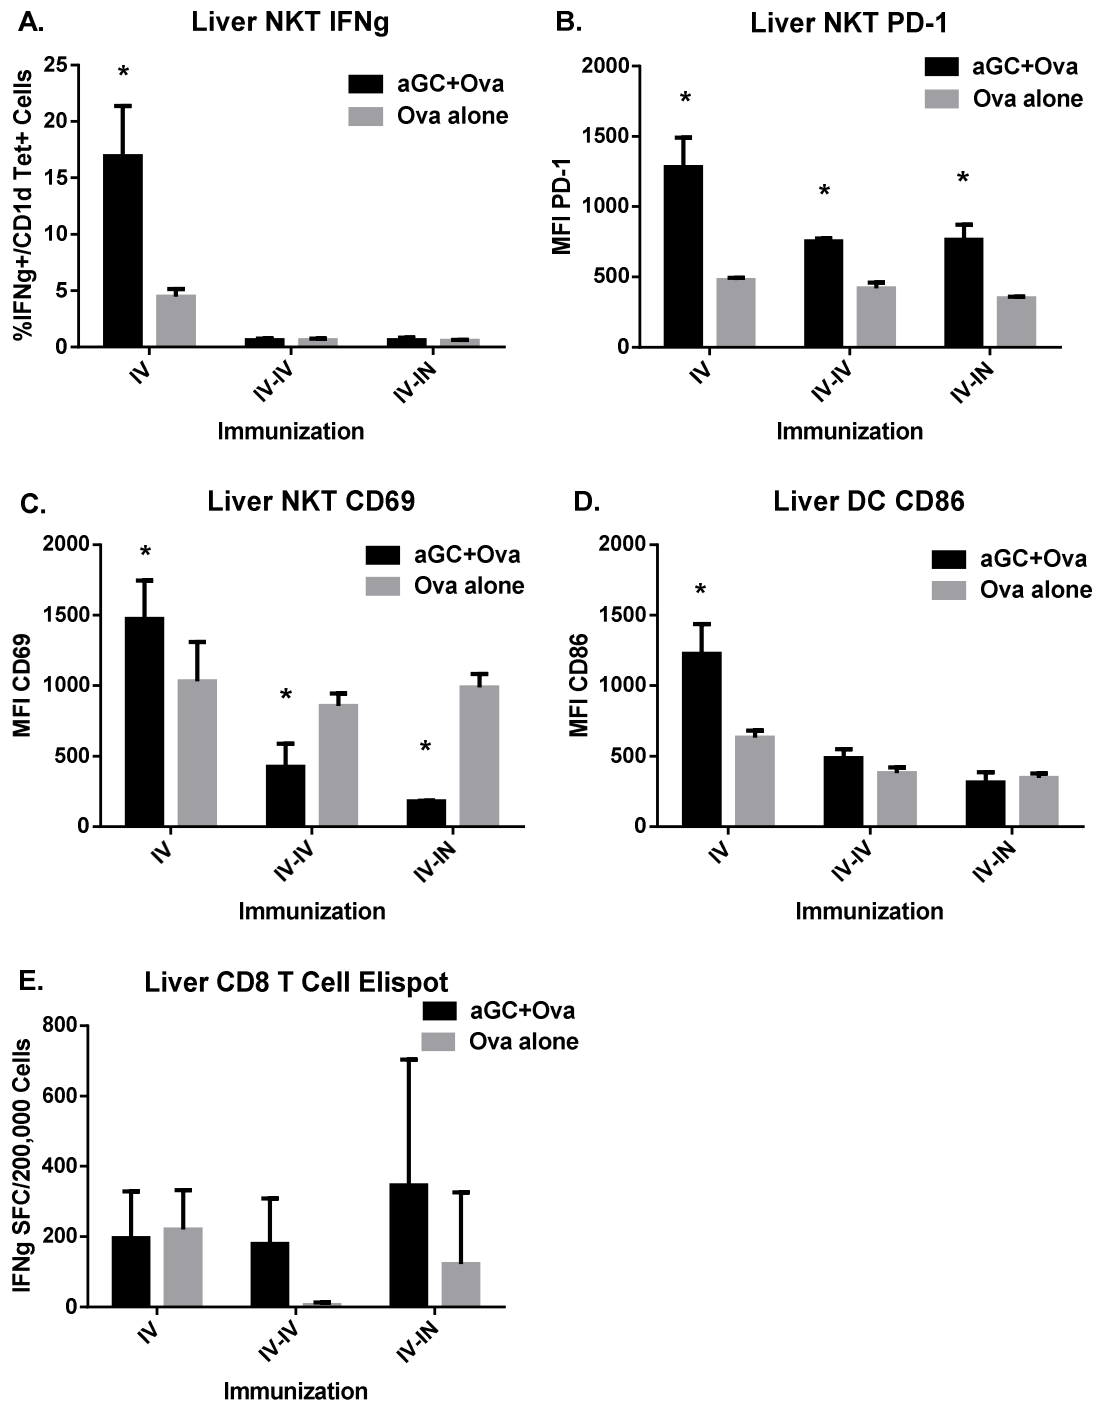 A.
Liver NKT IFNg
%IFNg+/CD1d Tet+ Cells
25
20
15
10
5
0
*
aGC+Ova
Ova alone
IV
IV-IV
IV-IN
Immunization
B.
Liver NKT PD-1
MFI PD-1
2000
1500
1000
500
0
*
*
*
aGC+Ova
Ova alone
IV
IV-IV
IV-IN
Immunization
C.
Liver NKT CD69
MFI CD69
2000
1500
1000
500
0
*
*
*
aGC+Ova
Ova alone
IV
IV-IV
IV-IN
Immunization
D.
Liver DC CD86
MFI CD86
2000
1500
1000
500
0
*
aGC+Ova
Ova alone
IV
IV-IV
IV-IN
Immunization
E.
Liver CD8 T Cell Elispot
IFNg SFC/200,000 Cells
800
600
400
200
0
aGC+Ova
Ova alone
IV
IV-IV
IV-IN
Immunization